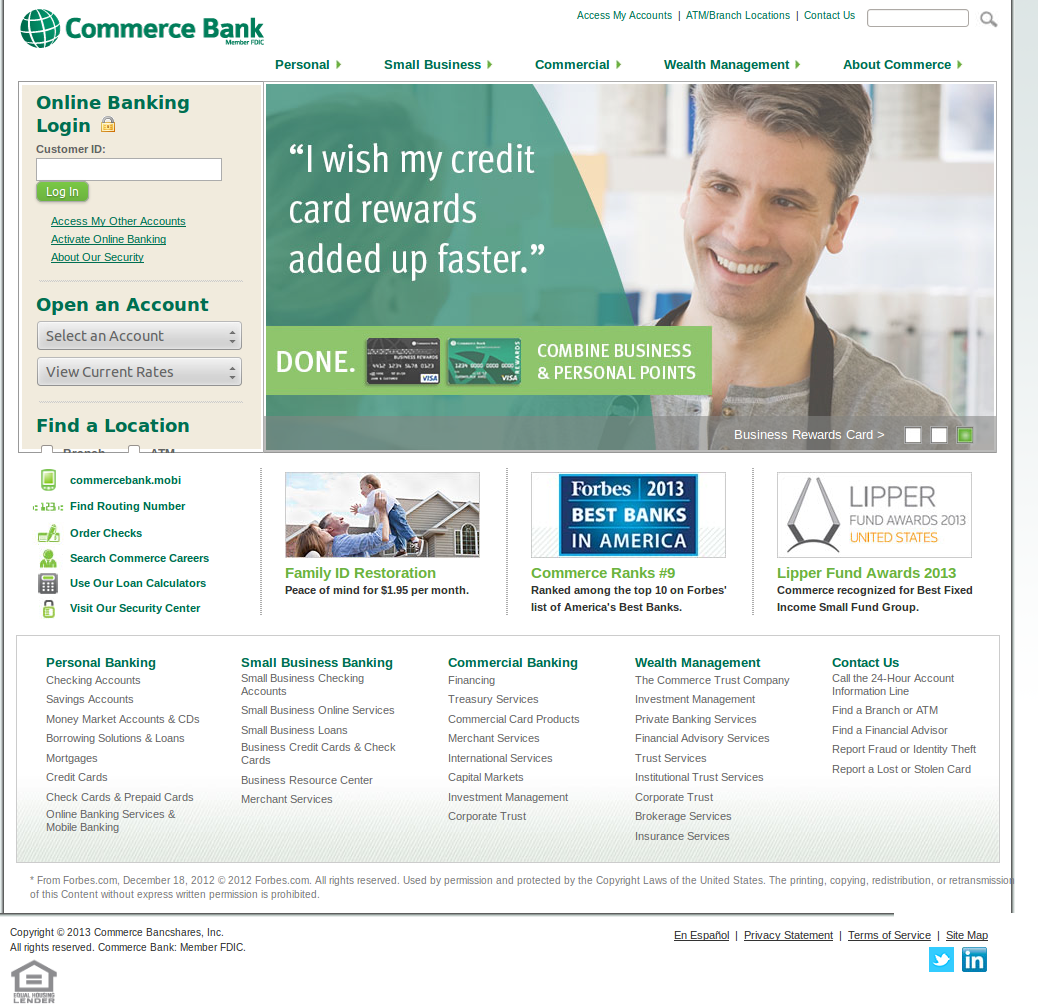 Commerce Bank
Member FDIC
Access My Accounts | ATM/Branch Locations | Contact Us
Personal Small Business Commercial Wealth Management About Commerce
Online Banking
Login
Customer ID:
Log In
Access My Other Accounts
Activate Online Banking
About Our Security
Open an Account
Select an Account
View Current Rates
Find a Location
Branch ATM
“I wish my credit
card rewards
added up faster.”
DONE.
Commerce Bank
BUSINESS REWARDS
4412 1234 5678 0123
VISA
Commerce Bank
REWARDS
VISA
COMBINE BUSINESS
& PERSONAL POINTS
Business Rewards Card >
commercebank.mobi
123
Find Routing Number
Order Checks
Search Commerce Careers
Use Our Loan Calculators
Visit Our Security Center
Family ID Restoration
Peace of mind for $1.95 per month.
Forbes 2013
BEST BANKS
IN AMERICA
Commerce Ranks #9
Ranked among the top 10 on Forbes'
list of America's Best Banks.
LIPPER
FUND AWARDS 2013
UNITED STATES
Lipper Fund Awards 2013
Commerce recognized for Best Fixed
Income Small Fund Group.
Personal Banking
Checking Accounts
Savings Accounts
Money Market Accounts & CDs
Borrowing Solutions & Loans
Mortgages
Credit Cards
Check Cards & Prepaid Cards
Online Banking Services &
Mobile Banking
Small Business Banking
Small Business Checking
Accounts
Small Business Online Services
Small Business Loans
Business Credit Cards & Check
Cards
Business Resource Center
Merchant Services
Commercial Banking
Financing
Treasury Services
Commercial Card Products
Merchant Services
International Services
Capital Markets
Investment Management
Corporate Trust
Wealth Management
The Commerce Trust Company
Investment Management
Private Banking Services
Financial Advisory Services
Trust Services
Institutional Trust Services
Corporate Trust
Brokerage Services
Insurance Services
Contact Us
Call the 24-Hour Account
Information Line
Find a Branch or ATM
Find a Financial Advisor
Report Fraud or Identity Theft
Report a Lost or Stolen Card
* From Forbes.com, December 18, 2012 © 2012 Forbes.com. All rights reserved. Used by permission and protected by the Copyright Laws of the United States. The printing, copying, redistribution, or retransmission
of this Content without express written permission is prohibited.
Copyright © 2013 Commerce Bancshares, Inc.
All rights reserved. Commerce Bank: Member FDIC.
En Español | Privacy Statement | Terms of Service | Site Map
in
EQUAL HOUSING
LENDER